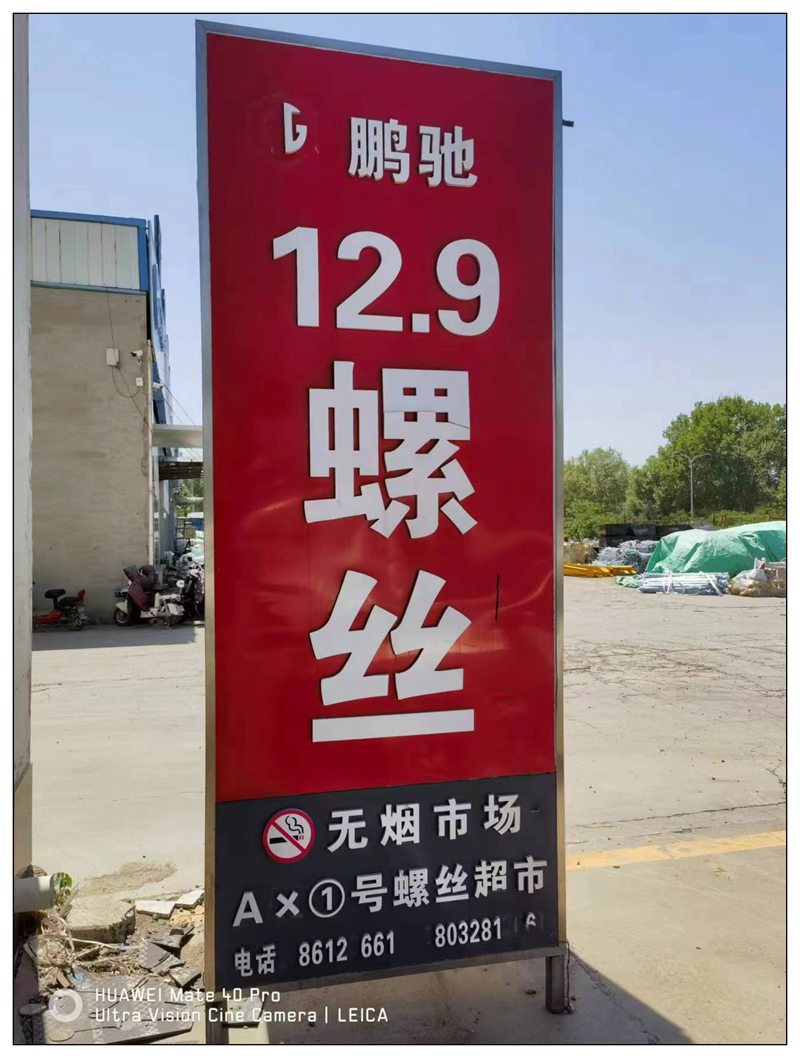 鹏驰
12.9
螺
丝
无烟市场
A×①号螺丝超市
电话 8612 661 803281 6
HUAWEI Mate 40 Pro
Ultra Vision Cine Camera | LEICA